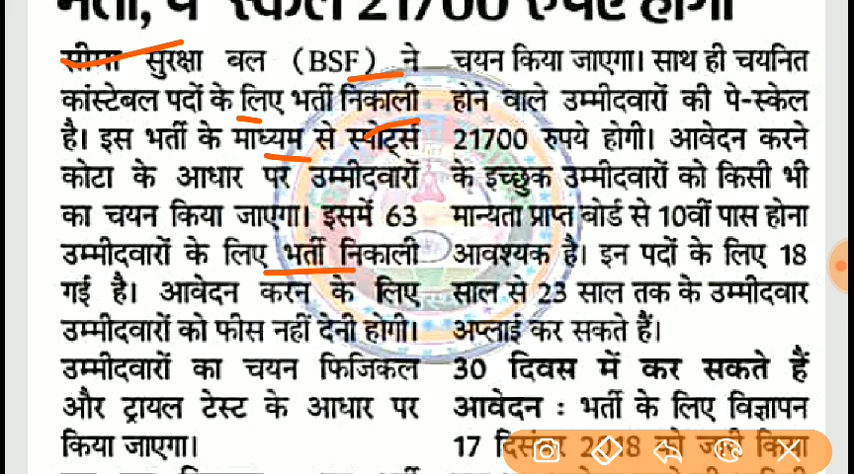 भर्ती, पे स्केल 21700 रुपए होगी
सीमा सुरक्षा बल (BSF) ने
कांस्टेबल पदों के लिए भर्ती निकाली
है। इस भर्ती के माध्यम से स्पोर्ट्स
कोटा के आधार पर उम्मीदवारों
का चयन किया जाएगा। इसमें 63
उम्मीदवारों के लिए भर्ती निकाली
गई है। आवेदन करने के लिए
उम्मीदवारों को फीस नहीं देनी होगी।
उम्मीदवारों का चयन फिजिकल
और ट्रायल टेस्ट के आधार पर
किया जाएगा।
चयन किया जाएगा। साथ ही चयनित
होने वाले उम्मीदवारों की पे-स्केल
21700 रुपये होगी। आवेदन करने
के इच्छुक उम्मीदवारों को किसी भी
मान्यता प्राप्त बोर्ड से 10वीं पास होना
आवश्यक है। इन पदों के लिए 18
साल से 23 साल तक के उम्मीदवार
अप्लाई कर सकते हैं।
30 दिवस में कर सकते हैं
आवेदन : भर्ती के लिए विज्ञापन
17 दिसंबर 2018 को जारी किया